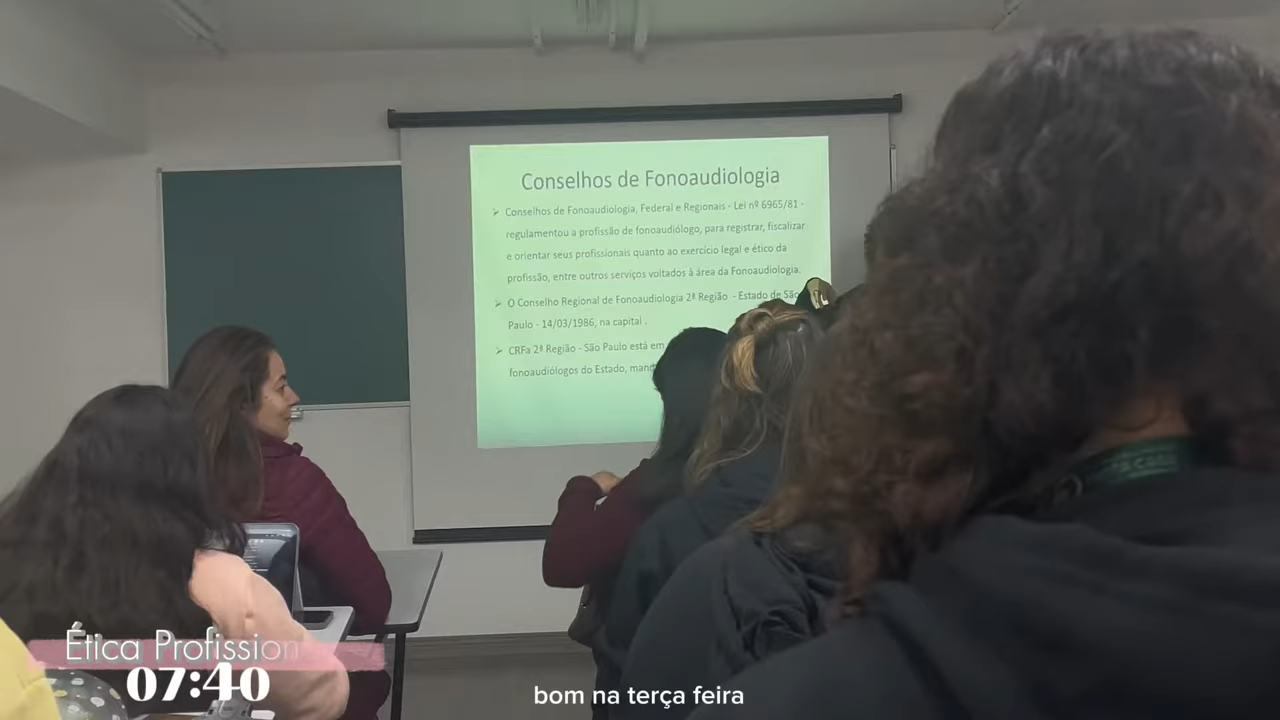 Conselhos de Fonoaudiologia
➢ Conselhos de Fonoaudiologia, Federal e Regionais - Lei nº 6965/81 -
regulamentou a profissão de fonoaudiólogo, para registrar, fiscalizar
e orientar seus profissionais quanto ao exercício legal e ético da
profissão, entre outros serviços voltados à área da Fonoaudiologia.
➢ O Conselho Regional de Fonoaudiologia 2ª Região - Estado de São
Paulo - 14/03/1986, na capital .
➢ CRFa 2ª Região - São Paulo está em
fonoaudiólogos do Estado,
Ética Profission
07:40
bom na terça feira